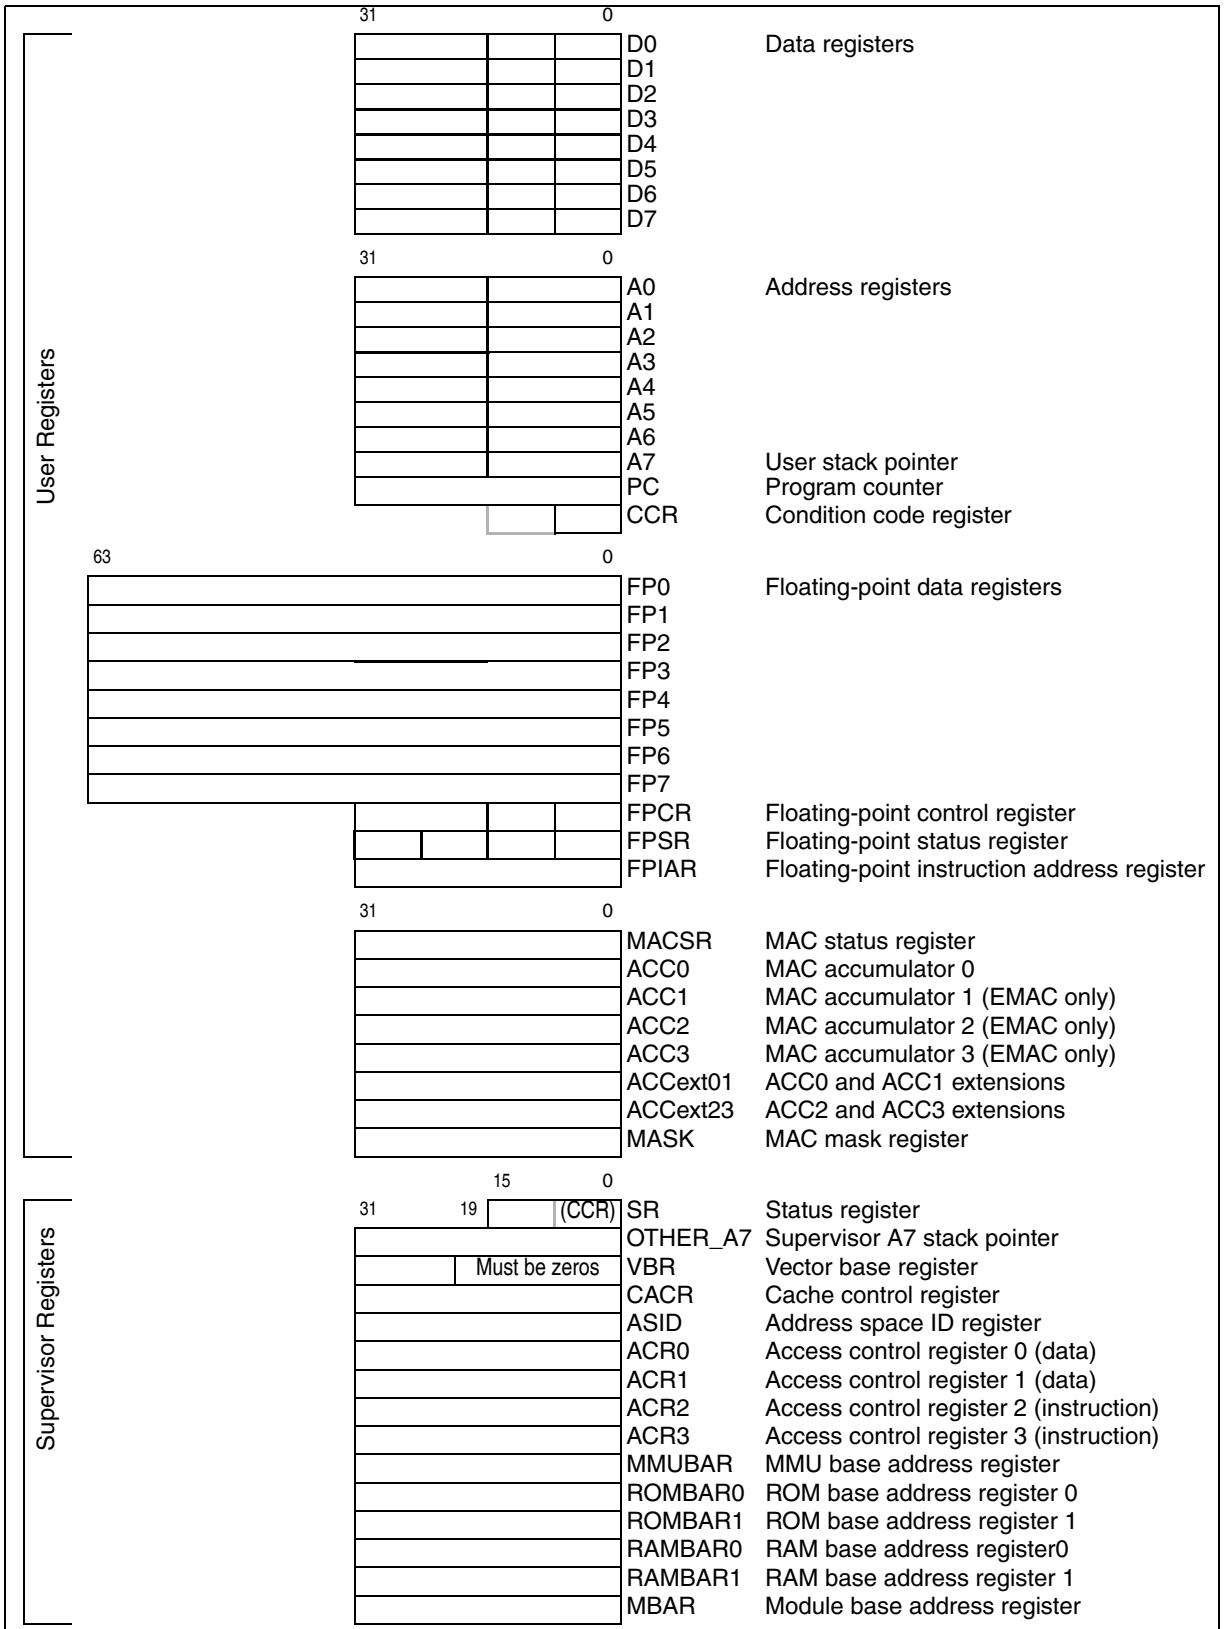 31 0
D0 Data registers
D1
D2
D3
D4
D5
D6
D7
31 0
A0 Address registers
A1
A2
A3
A4
A5
A6
A7 User stack pointer
PC Program counter
CCR Condition code register
User Registers
63 0
FP0 Floating-point data registers
FP1
FP2
FP3
FP4
FP5
FP6
FP7
FPCR Floating-point control register
FPSR Floating-point status register
FPIAR Floating-point instruction address register
31 0
MACSR MAC status register
ACC0 MAC accumulator 0
ACC1 MAC accumulator 1 (EMAC only)
ACC2 MAC accumulator 2 (EMAC only)
ACC3 MAC accumulator 3 (EMAC only)
ACCext01 ACC0 and ACC1 extensions
ACCext23 ACC2 and ACC3 extensions
MASK MAC mask register
15 0
31 19 (CCR) SR Status register
OTHER_A7 Supervisor A7 stack pointer
Must be zeros VBR Vector base register
CACR Cache control register
ASID Address space ID register
ACR0 Access control register 0 (data)
ACR1 Access control register 1 (data)
ACR2 Access control register 2 (instruction)
ACR3 Access control register 3 (instruction)
MMUBAR MMU base address register
ROMBAR0 ROM base address register 0
ROMBAR1 ROM base address register 1
RAMBAR0 RAM base address register0
RAMBAR1 RAM base address register 1
MBAR Module base address register
Supervisor Registers